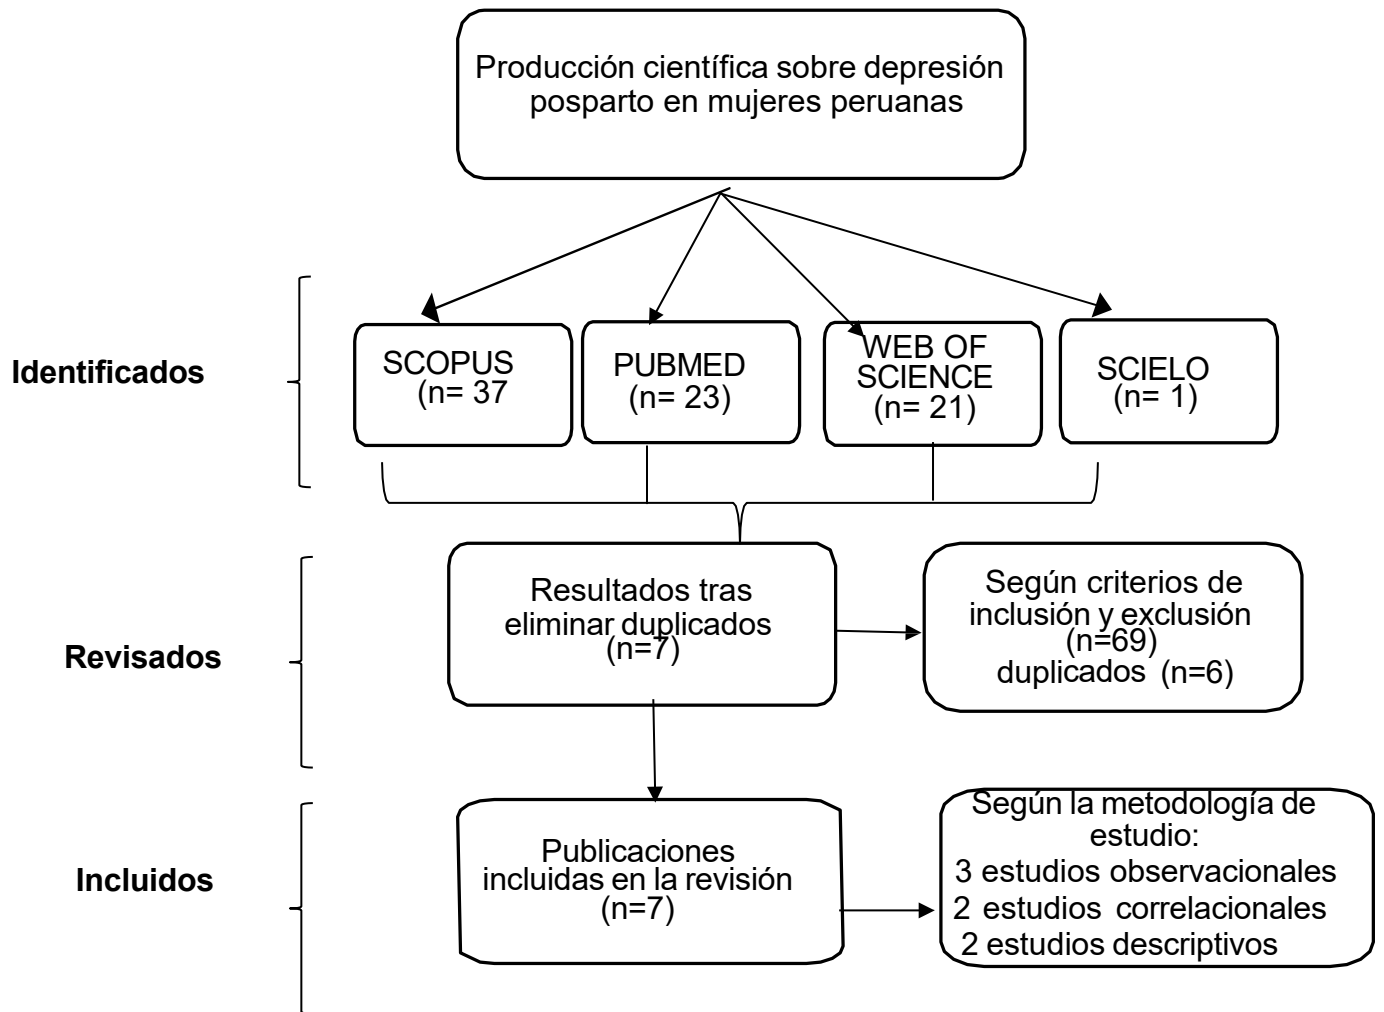 Producción científica sobre depresión
posparto en mujeres peruanas
Identificados
SCOPUS
(n= 37
PUBMED
(n= 23)
WEB OF
SCIENCE
(n= 21)
SCIELO
(n= 1)
Revisados
Resultados tras
eliminar duplicados
(n=7)
Según criterios de
inclusión y exclusión
(n=69)
duplicados (n=6)
Incluidos
Publicaciones
incluidas en la revisión
(n=7)
Según la metodología de
estudio:
3 estudios observacionales
2 estudios correlacionales
2 estudios descriptivos